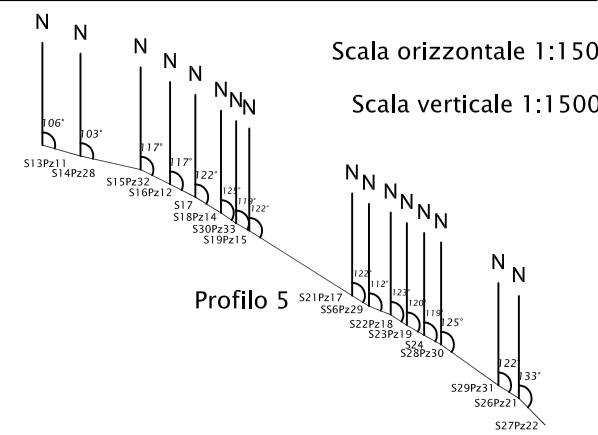 N
N
N
N
N
N
N
N
Scala orizzontale 1:150
Scala verticale 1:1500
106°
103°
117°
117°
122°
125°
119°
122°
S13Pz11
S14Pz28
S15Pz32
S16Pz12
S17
S18Pz14
S30Pz33
S19Pz15
Profilo 5
N
N
N
N
N
N
N
N
122°
112°
123°
120°
119°
125°
122°
133°
S21Pz17
SS6Pz29
S22Pz18
S23Pz19
S24
S28Pz30
S29Pz31
S26Pz21
S27Pz22